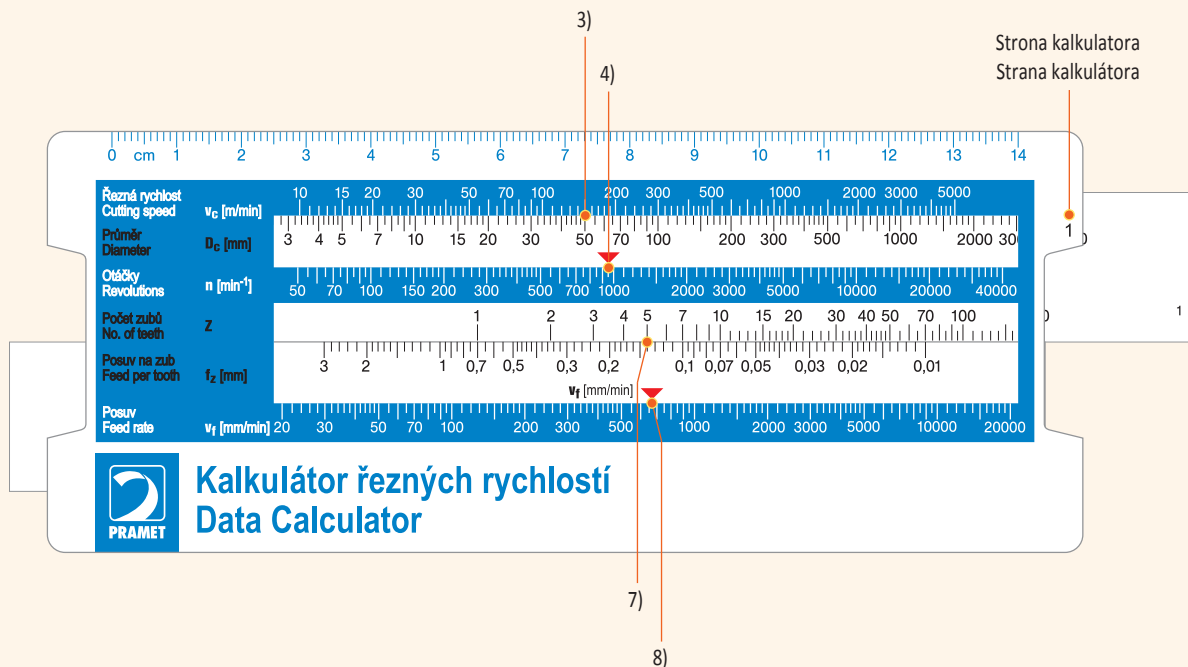 3)
4)
Strona kalkulatora
Strana kalkulátora
0 cm 1 2 3 4 5 6 7 8 9 10 11 12 13 14
Řezná rychlost
Cutting speed vc [m/min] 10 15 20 30 50 70 100 200 300 500 1000 2000 3000 5000
Průměr
Diameter Dc [mm] 3 4 5 7 10 15 20 30 50 70 100 200 300 500 1000 2000
1
Otáčky
Revolutions n [min-1] 50 70 100 150 200 300 500 700 1000 2000 3000 5000 10000 20000 40000
Počet zubů
No. of teeth Z 1 2 3 4 5 7 10 15 20 30 40 50 70 100
1
Posuv na zub
Feed per tooth fz [mm] 3 2 1 0,7 0,5 0,3 0,2 0,1 0,07 0,05 0,03 0,02 0,01
vf [mm/min]
Posuv
Feed rate vf [mm/min] 20 30 50 70 100 200 300 500 1000 2000 3000 5000 10000 20000
PRAMET
Kalkulátor řezných rychlostí
Data Calculator
7)
8)